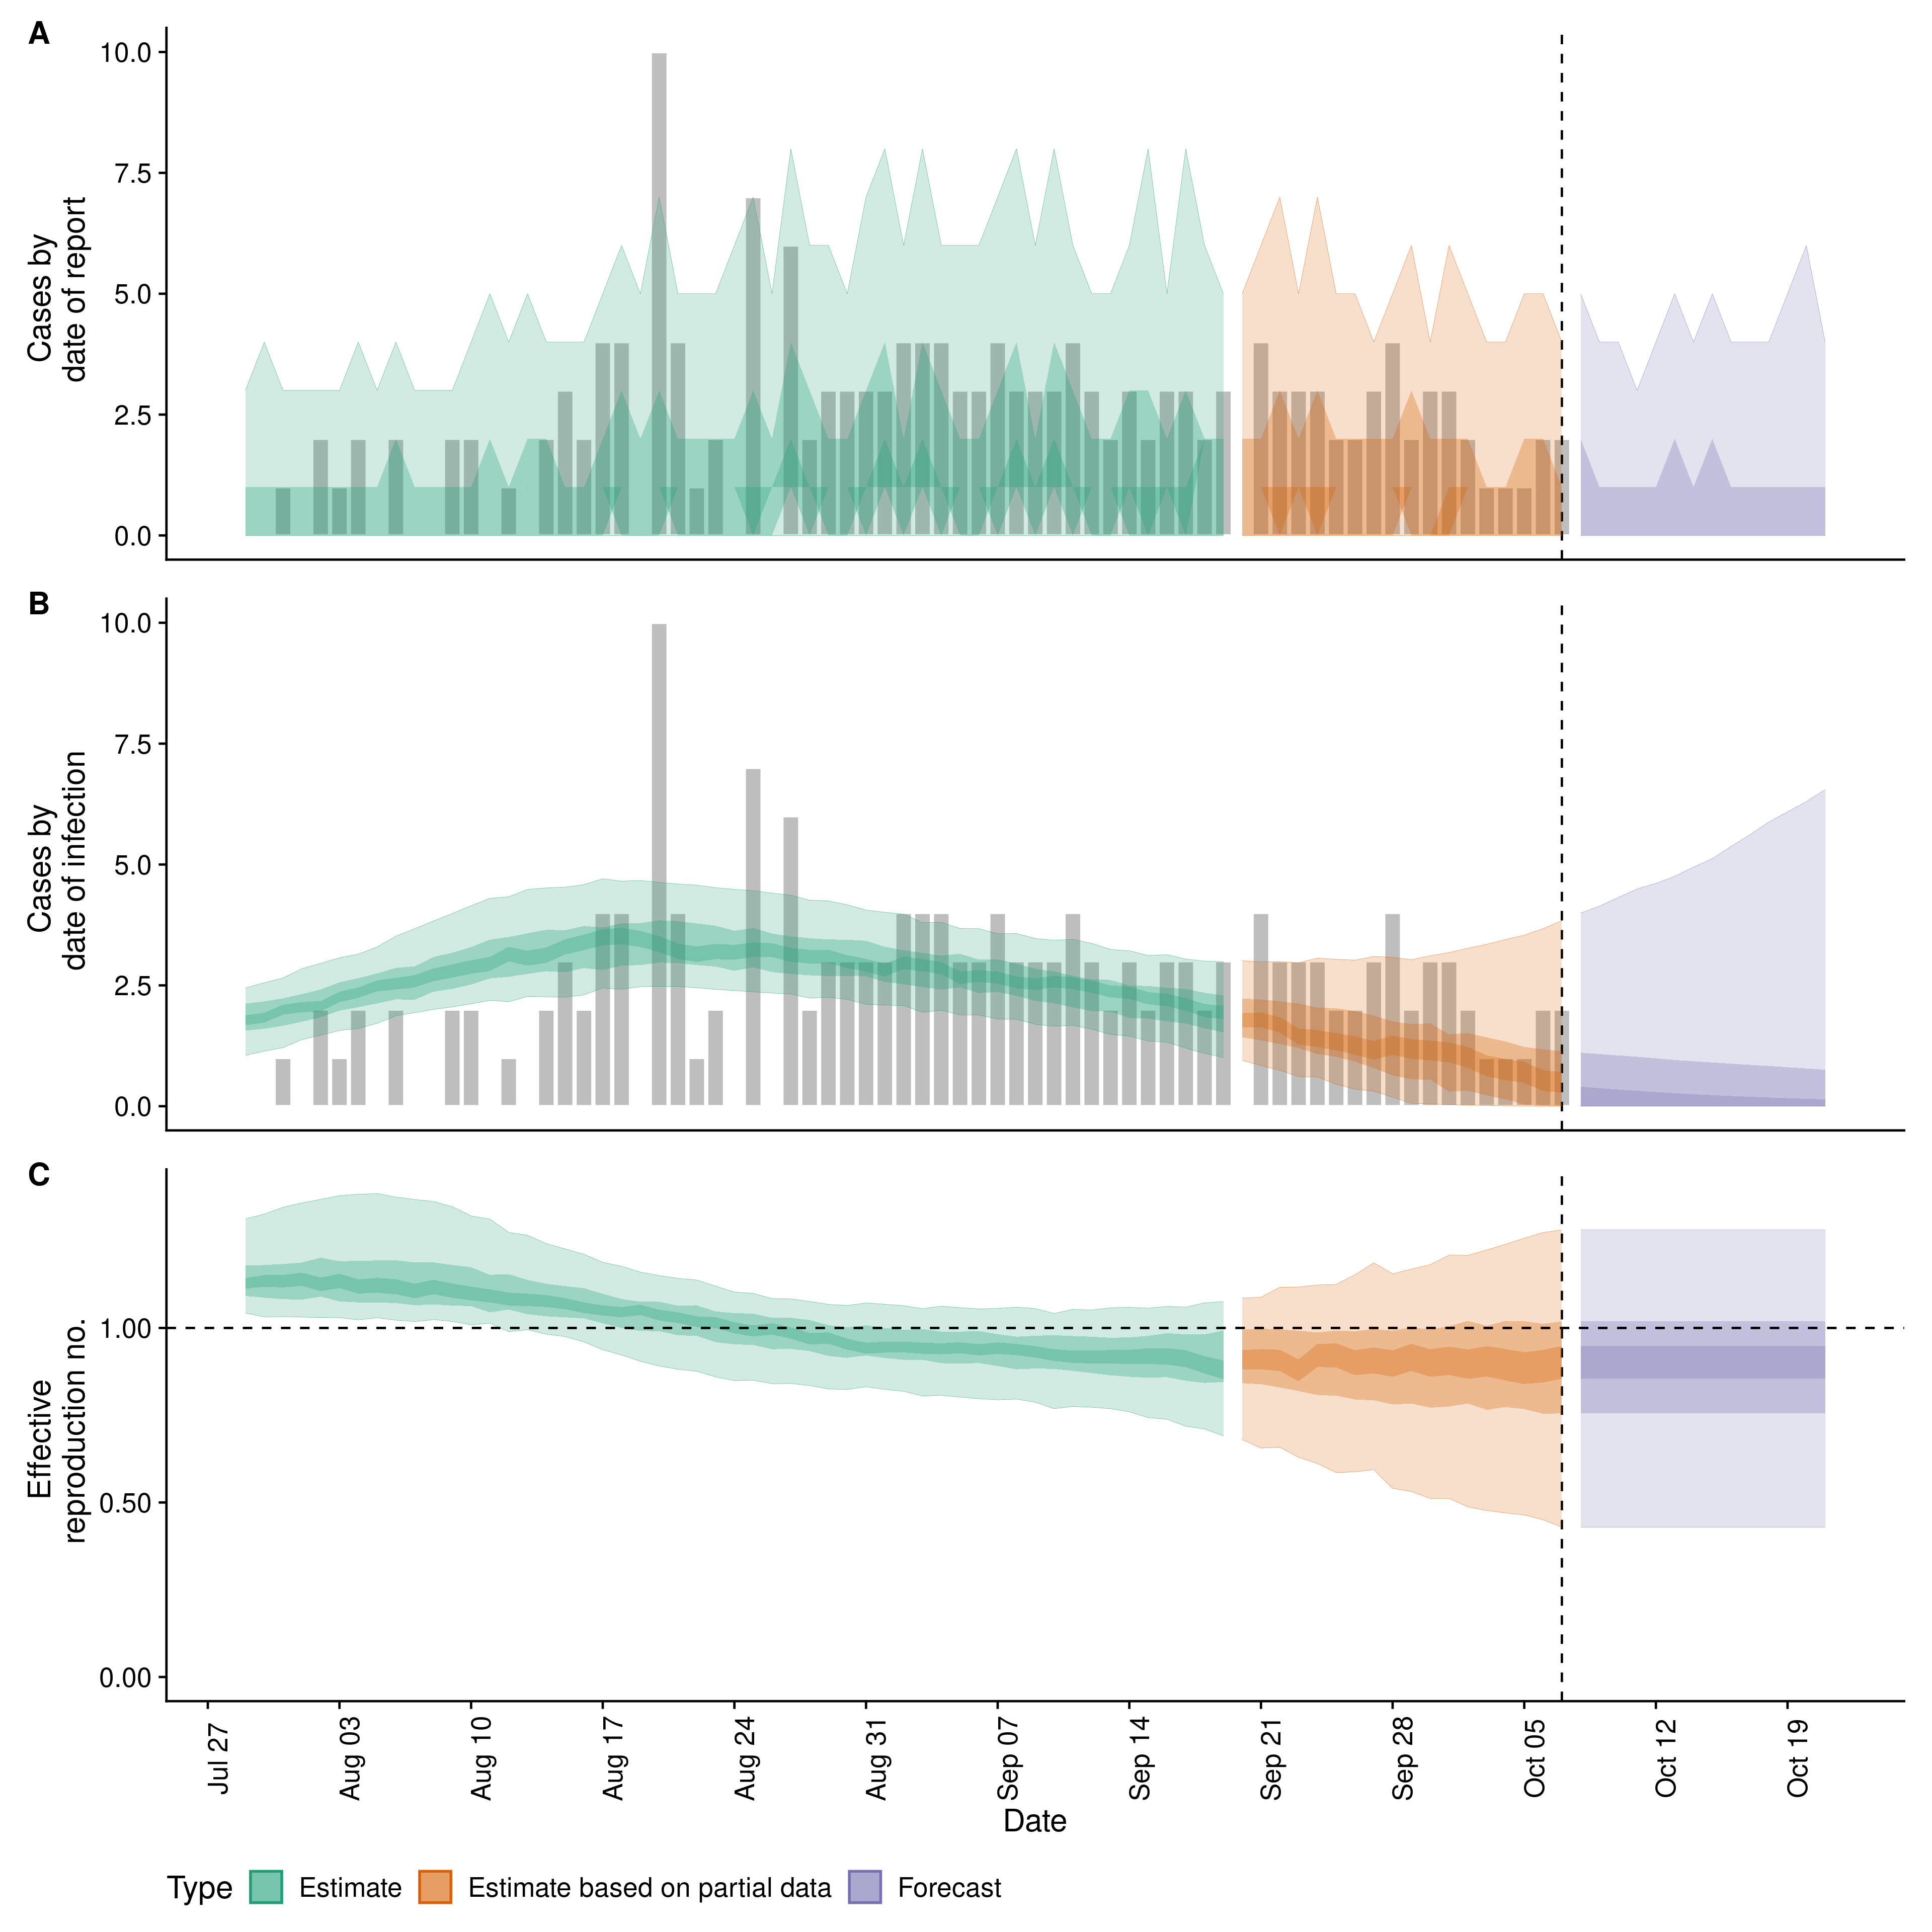 A
10.0
7.5
5.0
2.5
0.0
Cases by
date of report
B
10.0
7.5
5.0
2.5
0.0
Cases by
date of infection
C
1.00
0.50
0.00
Effective
reproduction no.
Jul 27
Aug 03
Aug 10
Aug 17
Aug 24
Aug 31
Sep 07
Sep 14
Sep 21
Sep 28
Oct 05
Oct 12
Oct 19
Date
Type Estimate Estimate based on partial data Forecast